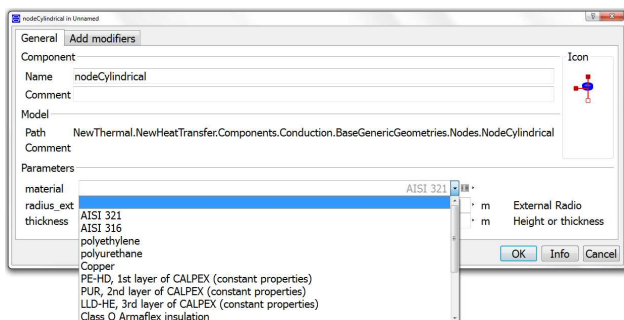 nodeCylindrical in Unnamed
General Add modifiers
Component
Icon
Name nodeCylindrical
Comment
Model
Path NewThermal.NewHeatTransfer.Components.Conduction.BaseGenericGeometries.Nodes.NodeCylindrical
Comment
Parameters
material AISI 321
radius_ext m External Radio
thickness m Height or thickness
AISI 321
AISI 316
polyethylene
polyurethane
Copper
PE-HD, 1st layer of CALPEX (constant properties)
PUR, 2nd layer of CALPEX (constant properties)
LLD-HE, 3rd layer of CALPEX (constant properties)
Class O Armaflex insulation
OK Info Cancel